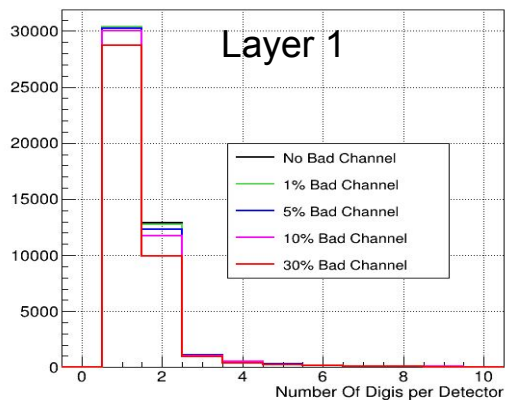 Layer 1
30000
25000
20000
15000
10000
5000
0
No Bad Channel
1% Bad Channel
5% Bad Channel
10% Bad Channel
30% Bad Channel
0 2 4 6 8 10
Number Of Digis per Detector